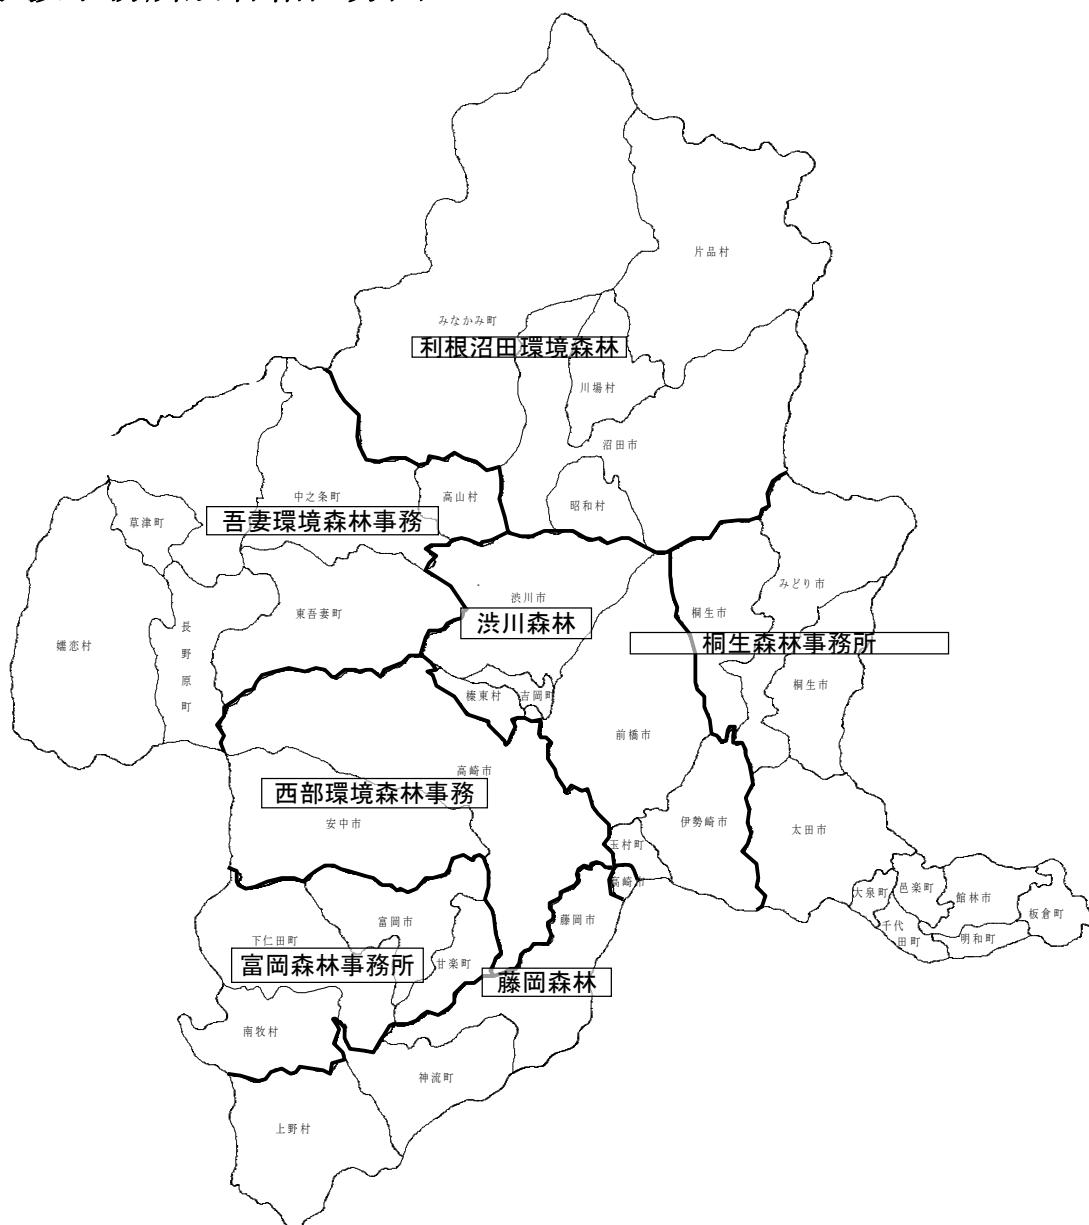 片品村
みなかみ町
利根沼田環境森林
川場村
沼田市
中之条町
高山村
昭和村
草津町
吾妻環境森林事務
みどり市
渋川市
東吾妻町
桐生市
渋川森林
長野原町
嬬恋村
桐生森林事務所
桐生市
榛東村
吉岡町
前橋市
高崎市
西部環境森林事務
安中市
伊勢崎市
太田市
玉村町
高崎市
大泉町
邑楽町
館林市
板倉町
富岡市
藤岡市
千代
田町
明和町
下仁田町
富岡森林事務所
甘楽町
藤岡森林
南牧村
神流町
上野村